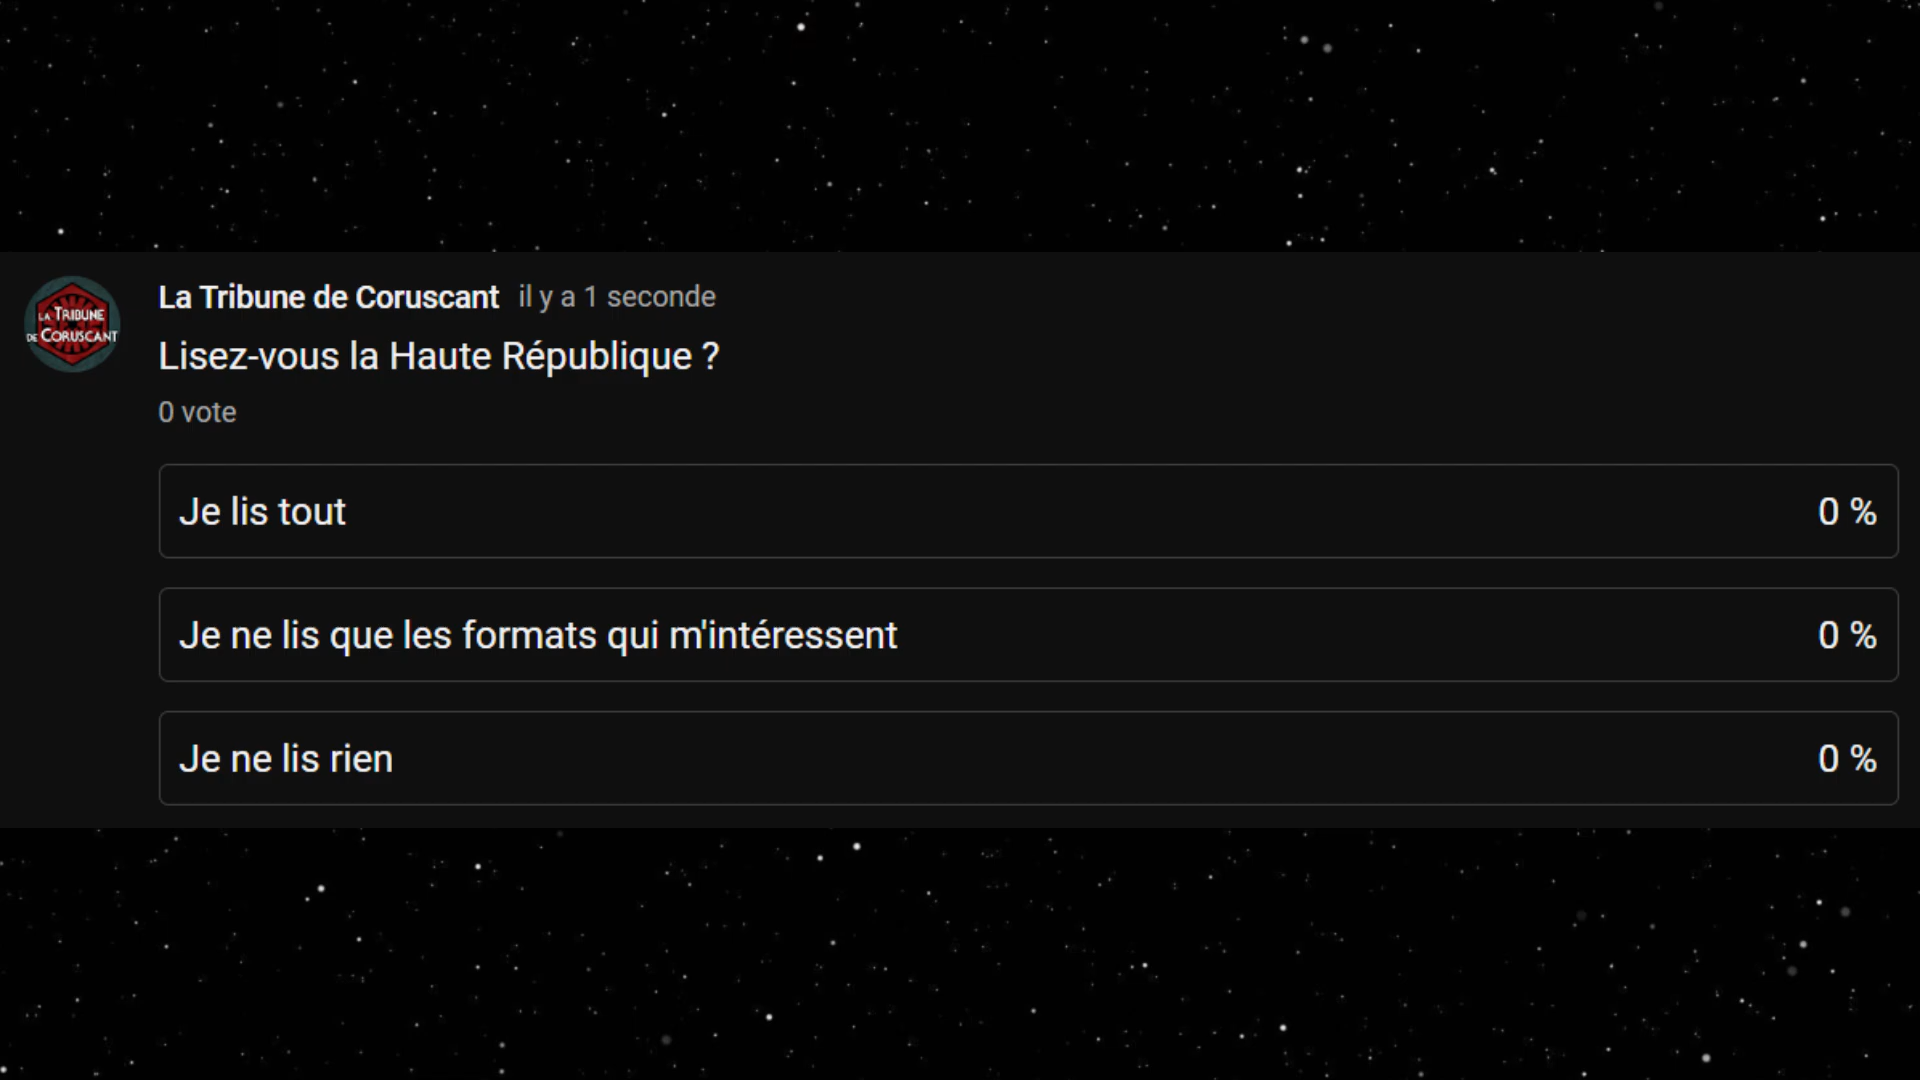 LA TRIBUNE
DE CORUSCANT
La Tribune de Coruscant il y a 1 seconde
Lisez-vous la Haute République ?
0 vote
Je lis tout 0 %
Je ne lis que les formats qui m'intéressent 0 %
Je ne lis rien 0 %